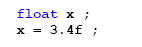 float x ;
x = 3.4f ;